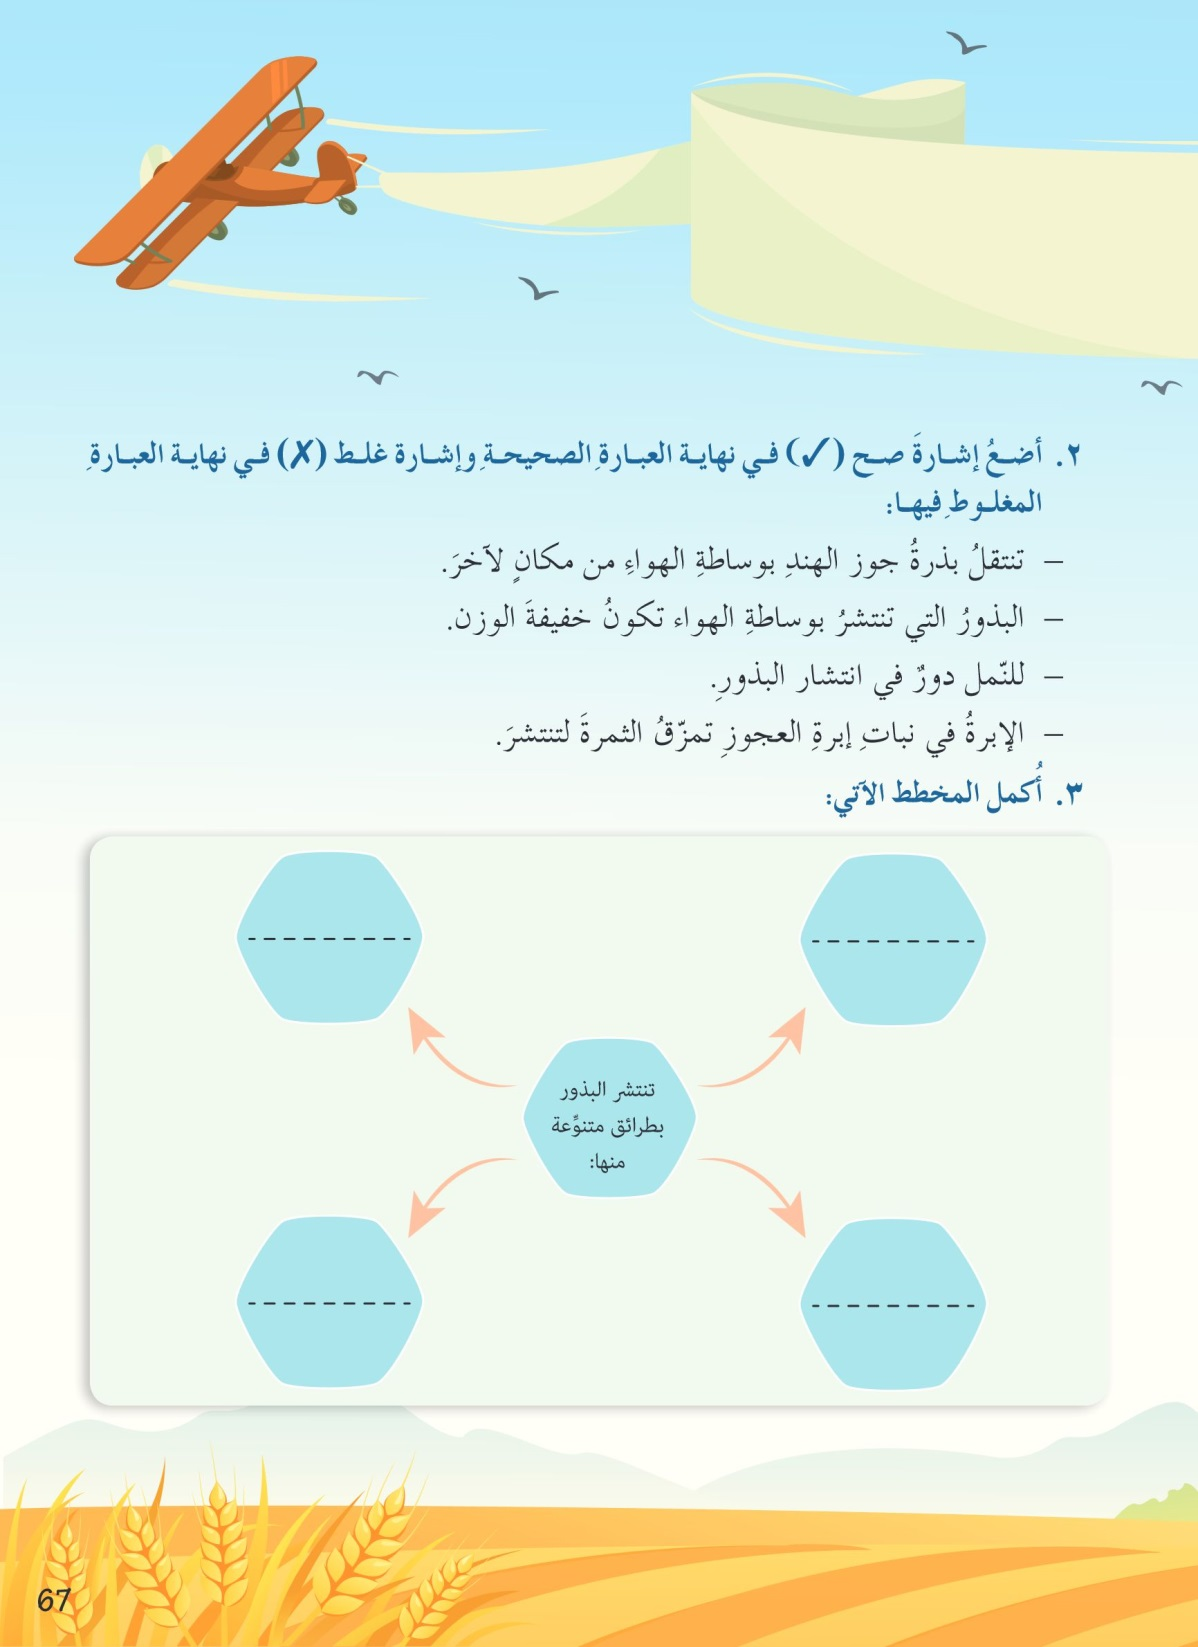 ٢. أضعُ إشارةَ صح (✓) في نهاية العبارةِ الصحيحةِ وإشارة غلط (✗) في نهاية العبارةِ
المغلوطِ فيها:
– تنتقلُ بذرةُ جوز الهندِ بوساطةِ الهواءِ من مكانٍ لآخرَ.
– البذورُ التي تنتشرُ بوساطةِ الهواء تكونُ خفيفةَ الوزن.
– للنّمل دورٌ في انتشار البذورِ.
– الإبرةُ في نباتِ إبرةِ العجوزِ تمزّقُ الثمرةَ لتنتشرَ.
٣. أُكمل المخطط الآتي:
تنتشر البذور
بطرائق متنوِّعة
منها:
67